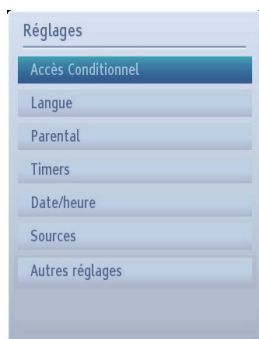 Réglages
Accès Conditionnel
Langue
Parental
Timers
Date/heure
Sources
Autres réglages